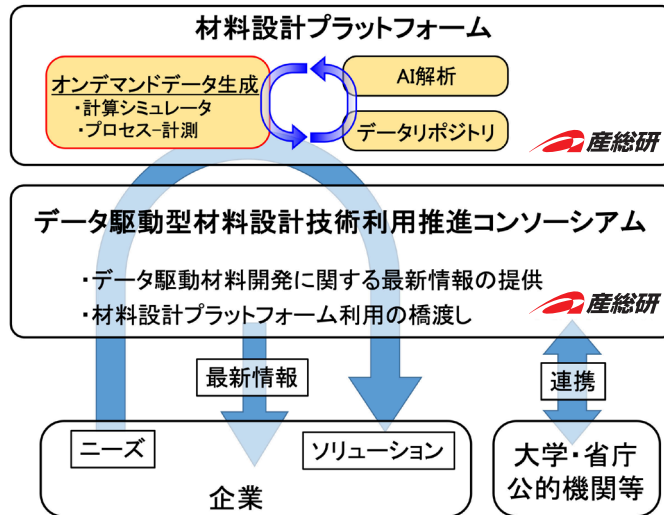 材料設計プラットフォーム
オンデマンドデータ生成
・計算シミュレータ
・プロセス-計測
AI解析
データリポジトリ
産総研
データ駆動型材料設計技術利用推進コンソーシアム
・データ駆動材料開発に関する最新情報の提供
・材料設計プラットフォーム利用の橋渡し
産総研
最新情報
連携
ニーズ
ソリューション
企業
大学・省庁
公的機関等